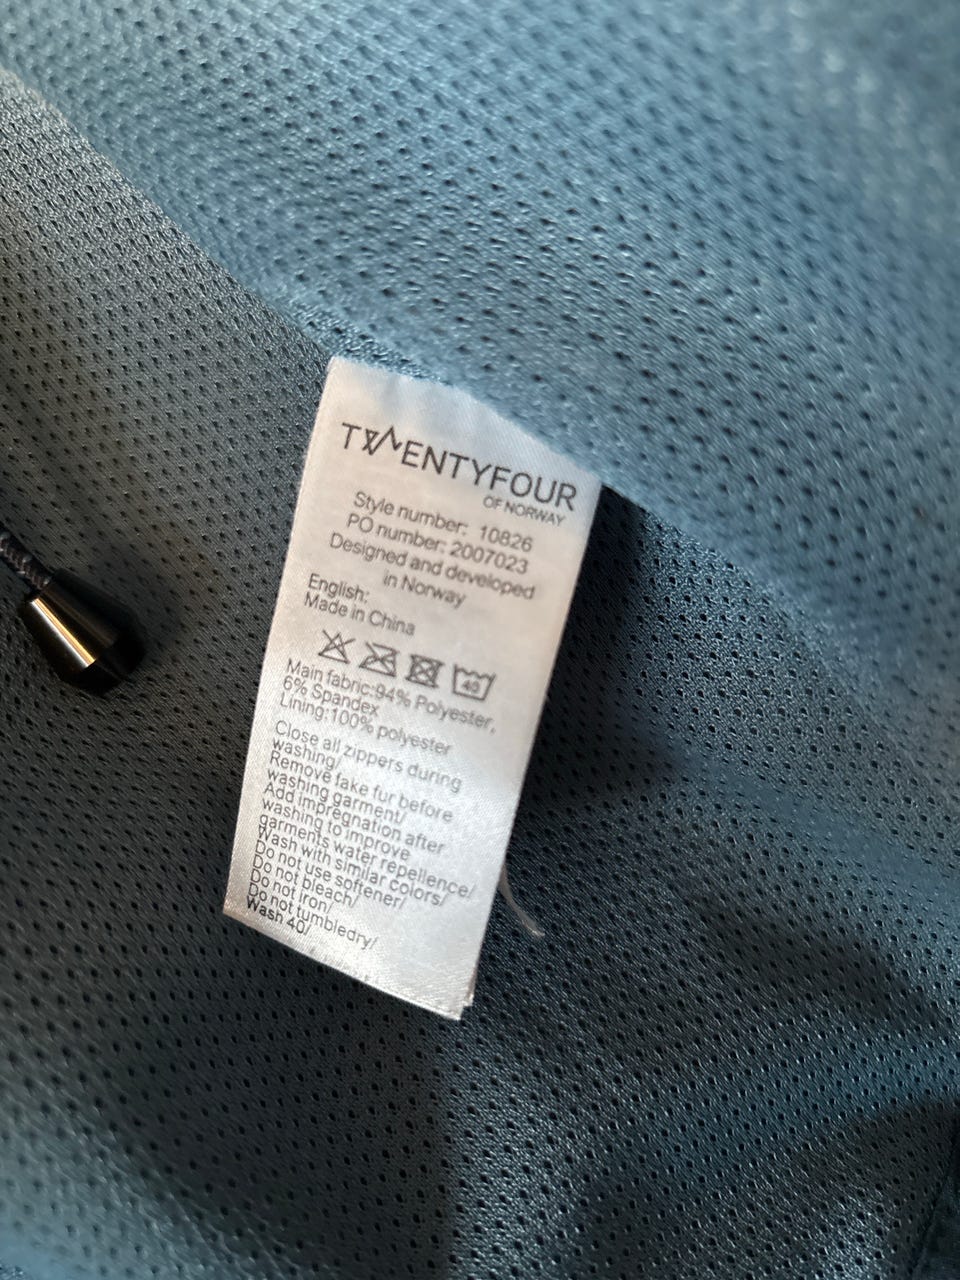 TWENTYFOUR
OF NORWAY
Style number: 10826
PO number: 2007023
Designed and developed
in Norway
English:
Made in China
40
Main fabric:94% Polyester,
6% Spandex
Lining:100% polyester
Close all zippers during
washing/
Remove fake fur before
washing garment/
Add impregnation after
washing to improve
garments water repellence/
Wash with similar colors/
Do not use softener/
Do not bleach/
Do not iron/
Do not tumbledry/
Wash 40/